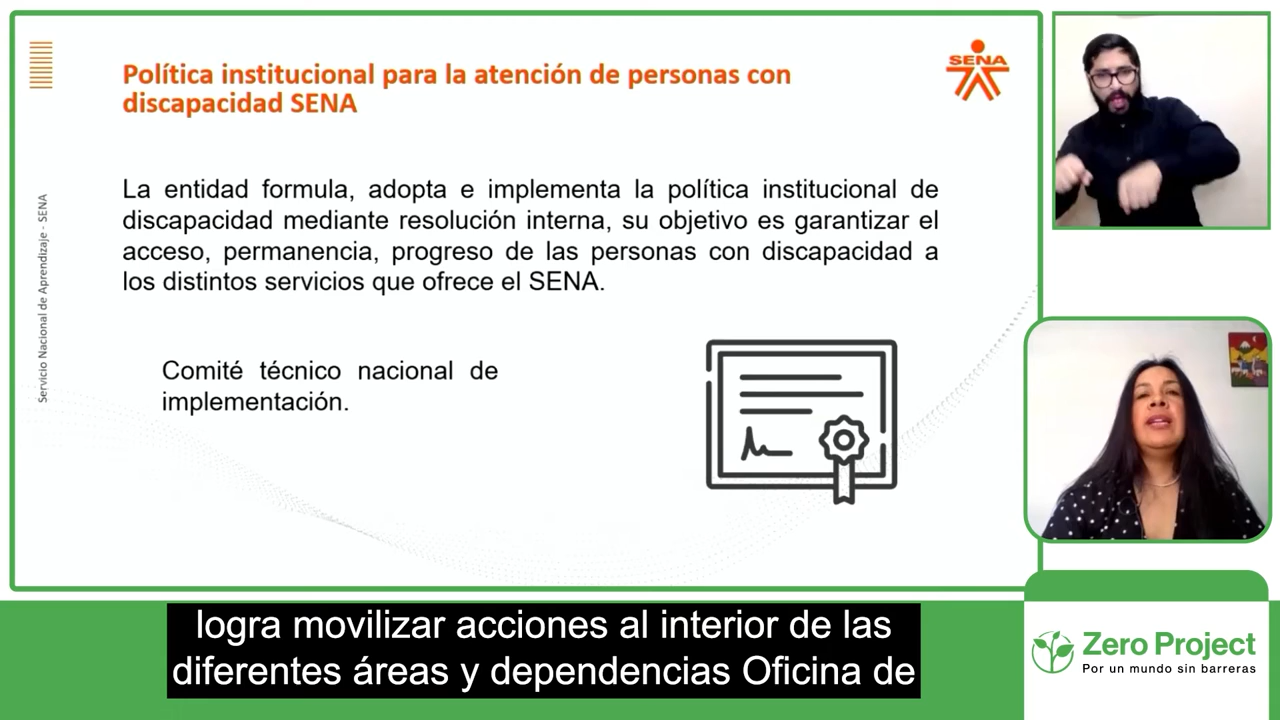 Política institucional para la atención de personas con
discapacidad SENA
SENA
Servicio Nacional de Aprendizaje - SENA
La entidad formula, adopta e implementa la política institucional de
discapacidad mediante resolución interna, su objetivo es garantizar el
acceso, permanencia, progreso de las personas con discapacidad a
los distintos servicios que ofrece el SENA.
Comité técnico nacional de
implementación.
logra movilizar acciones al interior de las
diferentes áreas y dependencias Oficina de
Zero Project
Por un mundo sin barreras